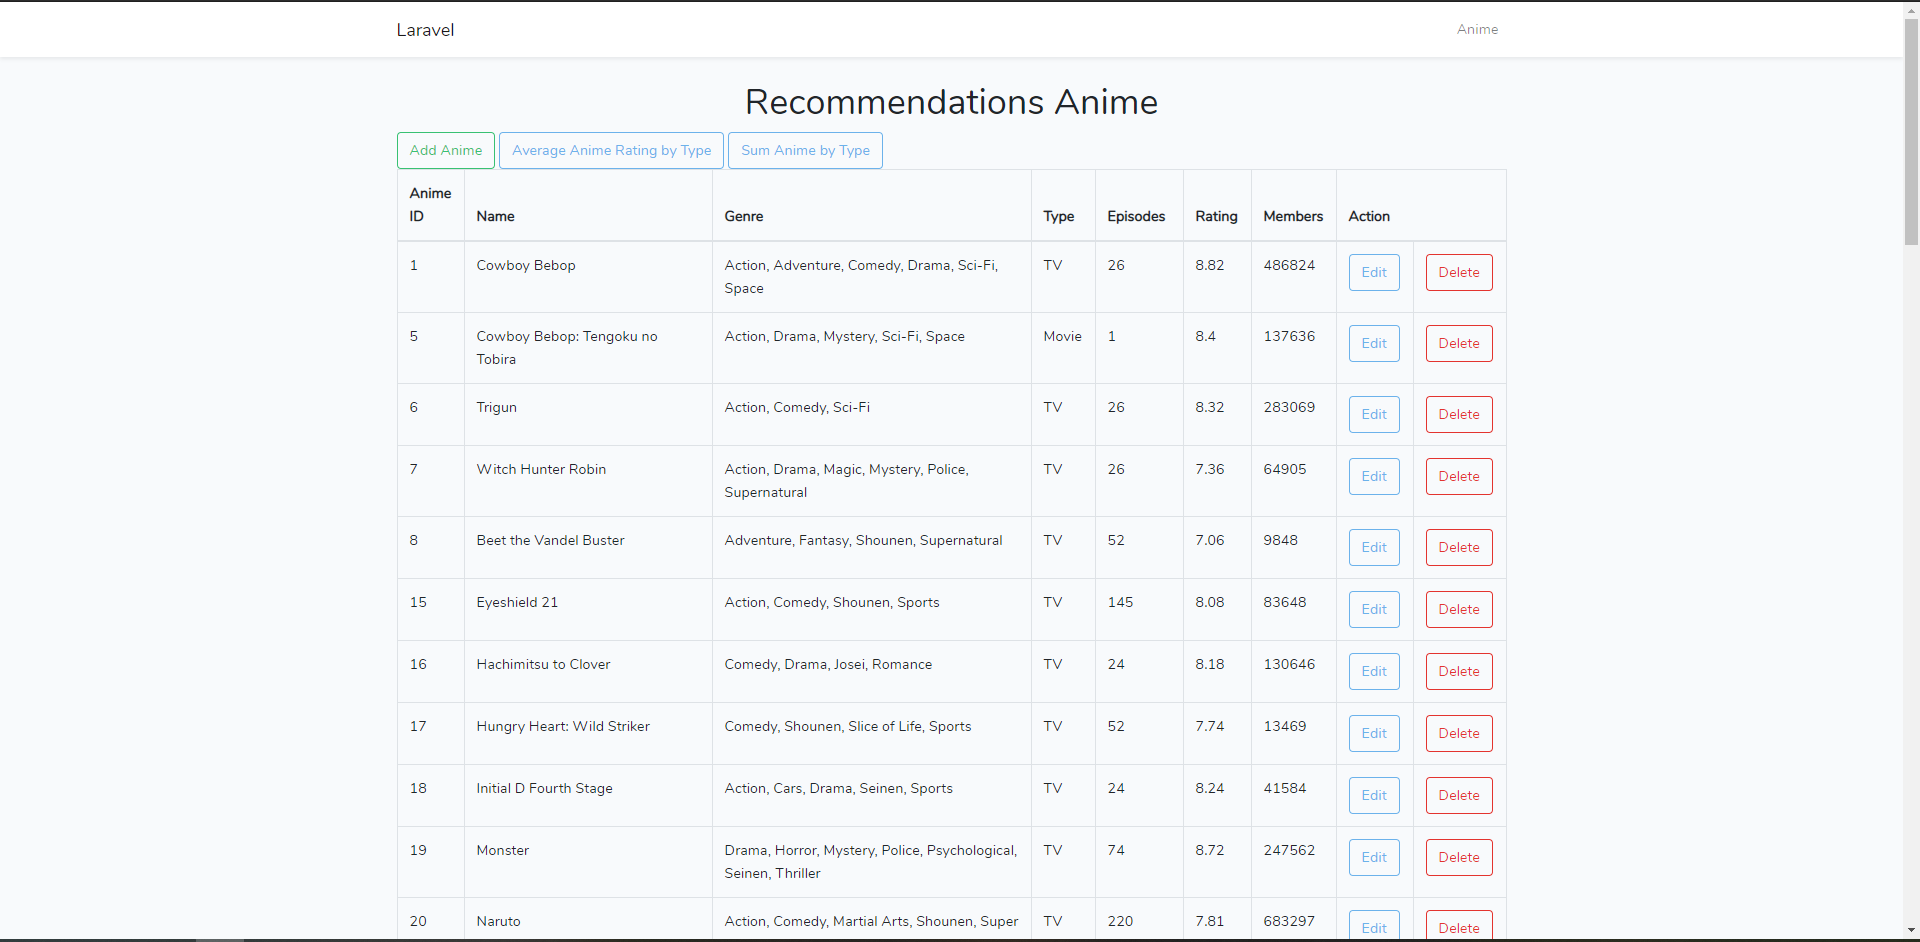 Laravel Anime
Recommendations Anime
Add Anime Average Anime Rating by Type Sum Anime by Type
Anime
ID Name Genre Type Episodes Rating Members Action
1 Cowboy Bebop Action, Adventure, Comedy, Drama, Sci-Fi, TV 26 8.82 486824 Edit Delete
Space
5 Cowboy Bebop: Tengoku no Action, Drama, Mystery, Sci-Fi, Space Movie 1 8.4 137636 Edit Delete
Tobira
6 Trigun Action, Comedy, Sci-Fi TV 26 8.32 283069 Edit Delete
7 Witch Hunter Robin Action, Drama, Magic, Mystery, Police, TV 26 7.36 64905 Edit Delete
Supernatural
8 Beet the Vandel Buster Adventure, Fantasy, Shounen, Supernatural TV 52 7.06 9848 Edit Delete
15 Eyeshield 21 Action, Comedy, Shounen, Sports TV 145 8.08 83648 Edit Delete
16 Hachimitsu to Clover Comedy, Drama, Josei, Romance TV 24 8.18 130646 Edit Delete
17 Hungry Heart: Wild Striker Comedy, Shounen, Slice of Life, Sports TV 52 7.74 13469 Edit Delete
18 Initial D Fourth Stage Action, Cars, Drama, Seinen, Sports TV 24 8.24 41584 Edit Delete
19 Monster Drama, Horror, Mystery, Police, Psychological, TV 74 8.72 247562 Edit Delete
Seinen, Thriller
20 Naruto Action, Comedy, Martial Arts, Shounen, Super TV 220 7.81 683297 Edit Delete